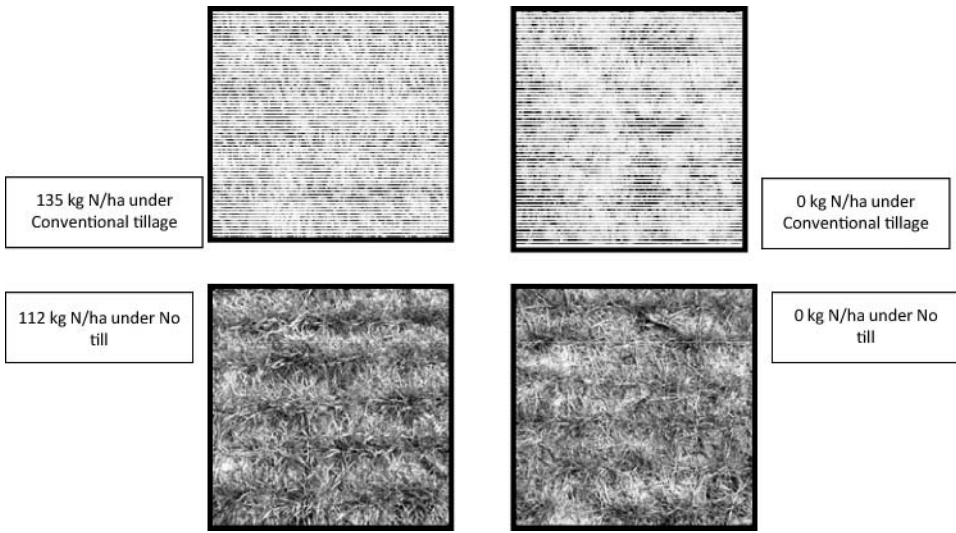 135 kg N/ha under
Conventional tillage
0 kg N/ha under
Conventional tillage
112 kg N/ha under No
till
0 kg N/ha under No
till